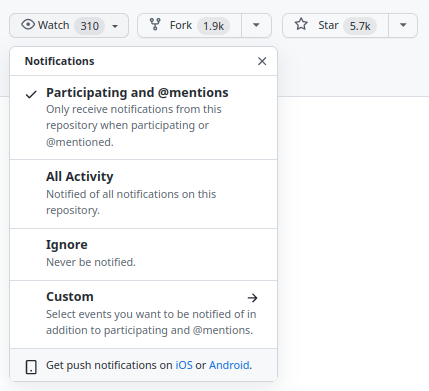 Watch 310 Fork 1.9k Star 5.7k
Notifications
Participating and @mentions
Only receive notifications from this
repository when participating or
@mentioned.
All Activity
Notified of all notifications on this
repository.
Ignore
Never be notified.
Custom
Select events you want to be notified of in
addition to participating and @mentions.
Get push notifications on iOS or Android.